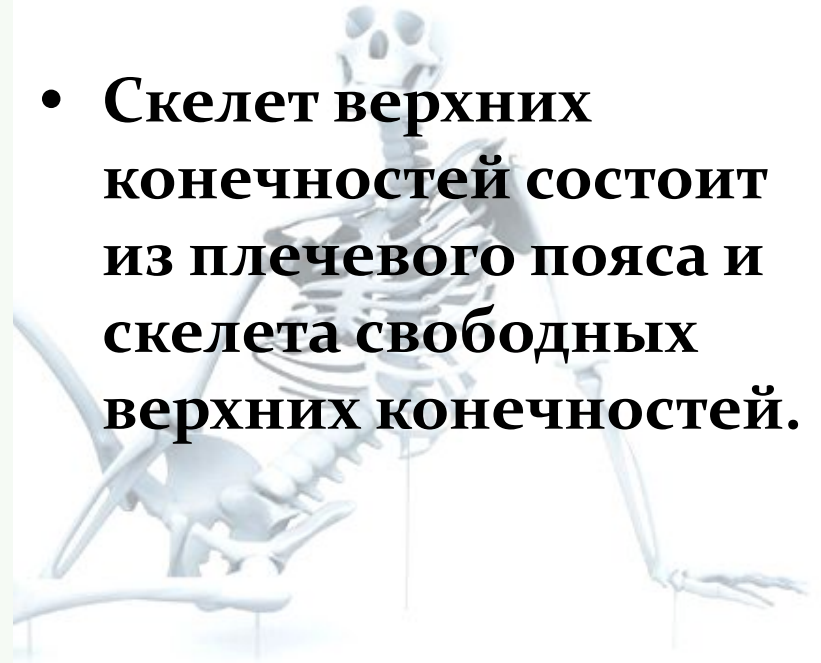 • Скелет верхних
конечностей состоит
из плечевого пояса и
скелета свободных
верхних конечностей.